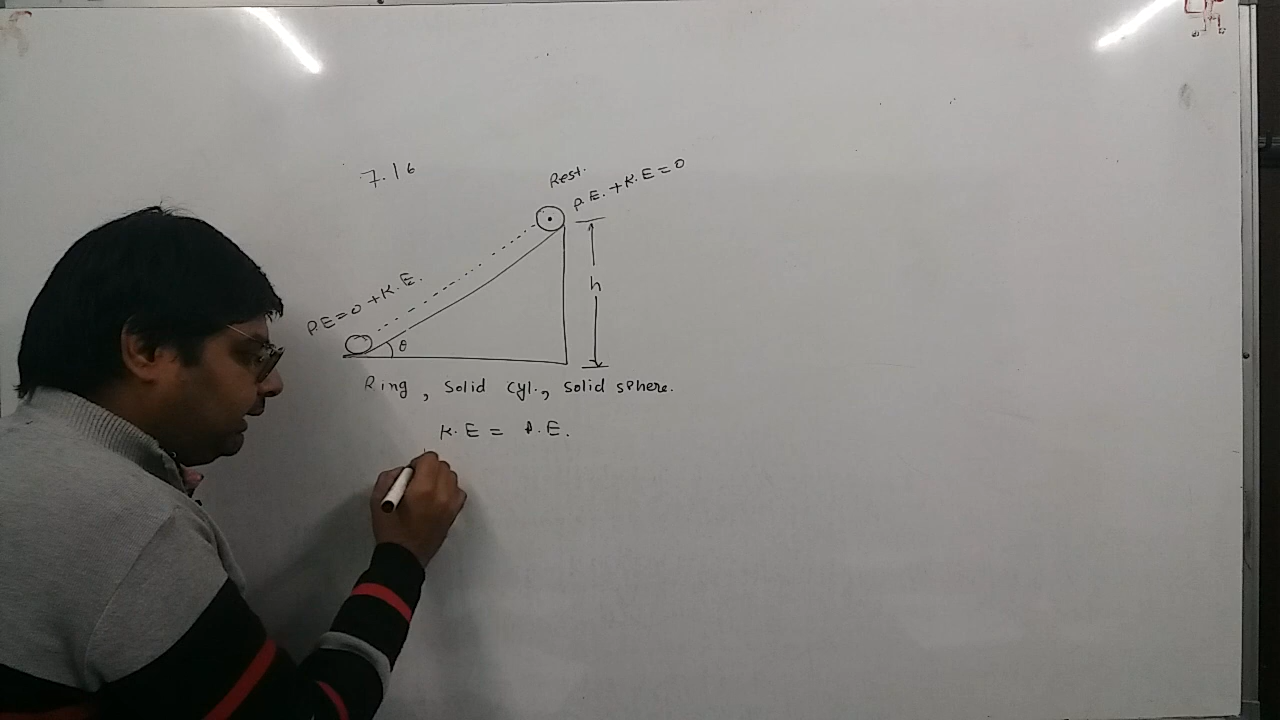 7.16
Rest.
P.E. + K.E = 0
P.E = 0 + K.E.
h
θ
Ring, Solid Cyl., Solid sphere.
K.E = P.E.